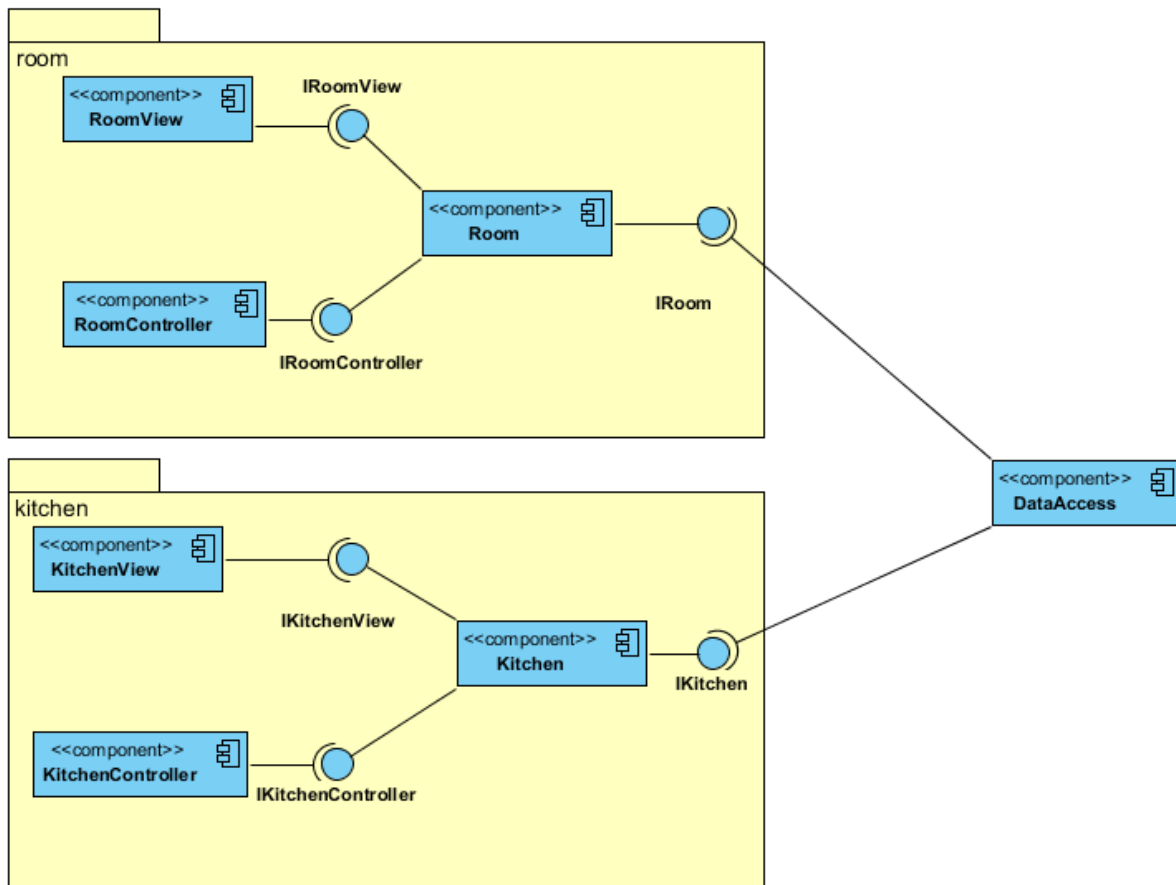 room
IRoomView
<<component>>
RoomView
<<component>>
Room
IRoom
<<component>>
RoomController
IRoomController
<<component>>
DataAccess
kitchen
<<component>>
KitchenView
IKitchenView
<<component>>
Kitchen
IKitchen
<<component>>
KitchenController
IKitchenController